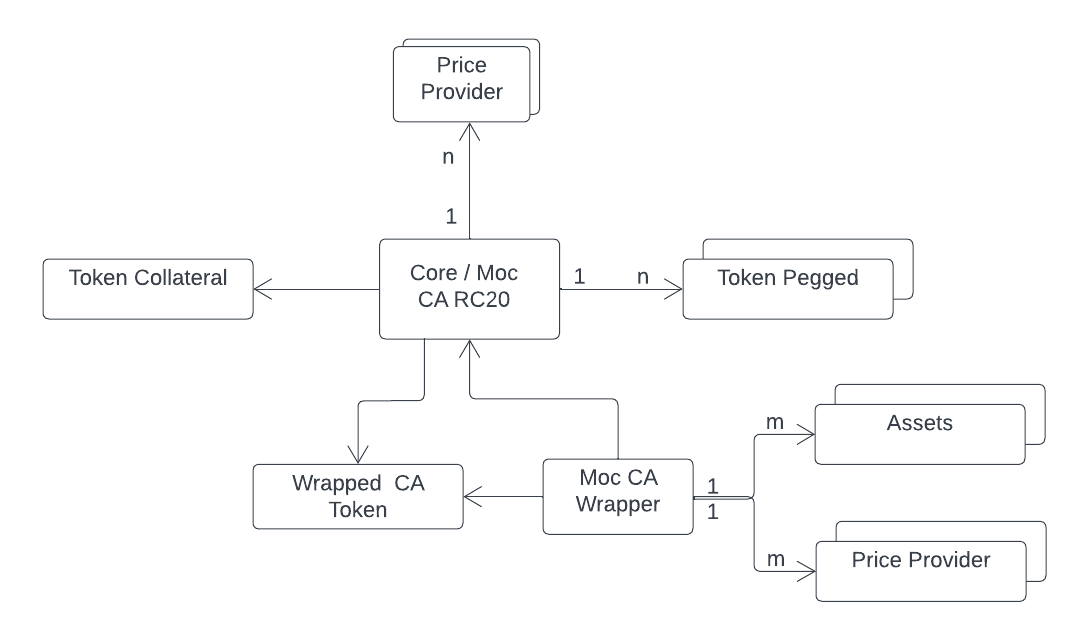 Price
Provider
n
1
Token Collateral
Core / Moc
CA RC20
1
n
Token Pegged
Wrapped  CA
Token
Moc CA
Wrapper
1
1
m
Assets
m
Price Provider